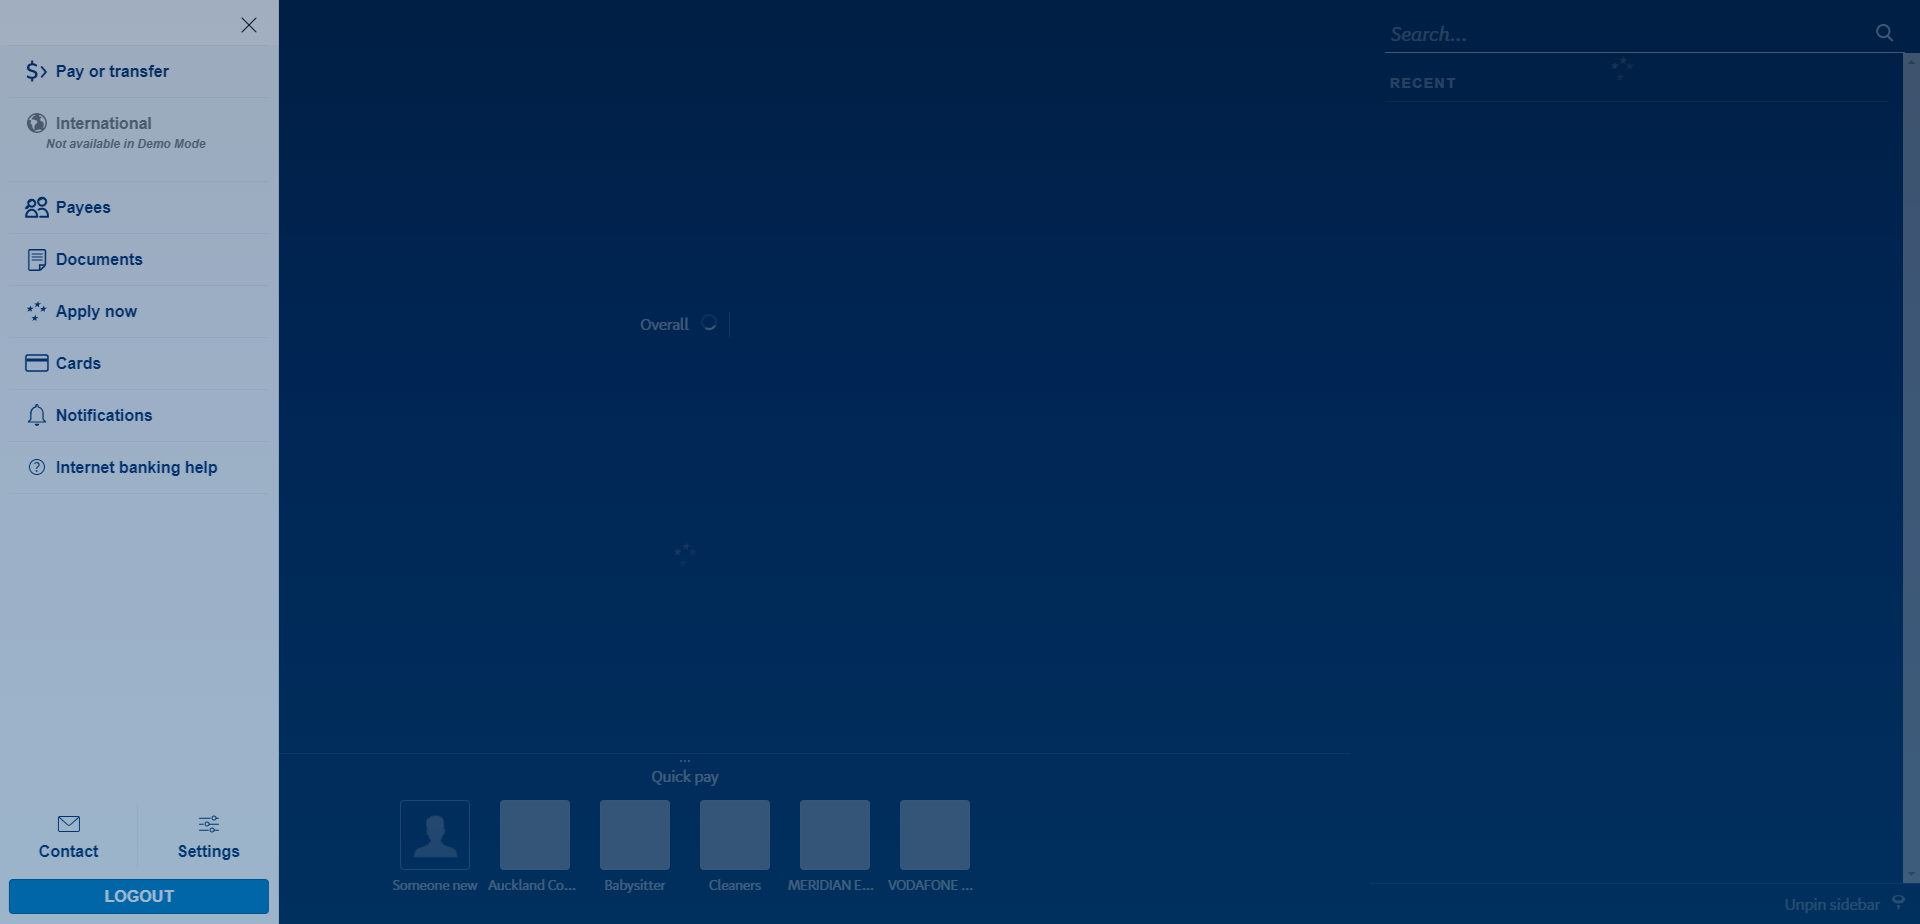 Pay or transfer
International
Not available in Demo Mode
Payees
Documents
Apply now
Cards
Notifications
Internet banking help
Contact
Settings
LOGOUT
Overall
...
Quick pay
Someone new
Auckland Co...
Babysitter
Cleaners
MERIDIAN E...
VODAFONE ...
Search...
RECENT
Unpin sidebar